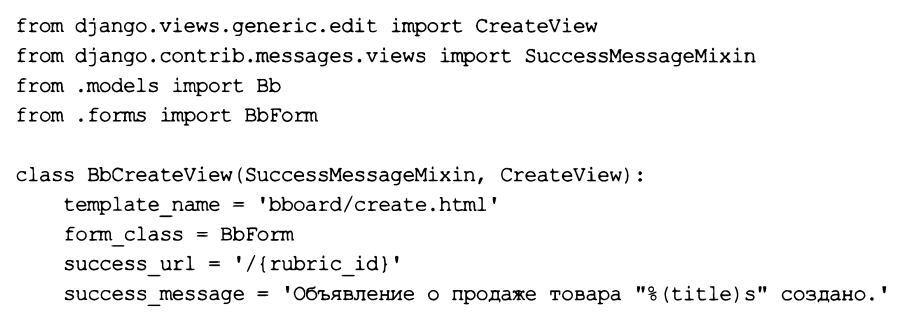 from django.views.generic.edit import CreateView
from django.contrib.messages.views import SuccessMessageMixin
from .models import Bb
from .forms import BbForm

class BbCreateView(SuccessMessageMixin, CreateView):
    template_name = 'bboard/create.html'
    form_class = BbForm
    success_url = '/{rubric_id}'
    success_message = 'Объявление о продаже товара "%(title)s" создано.'